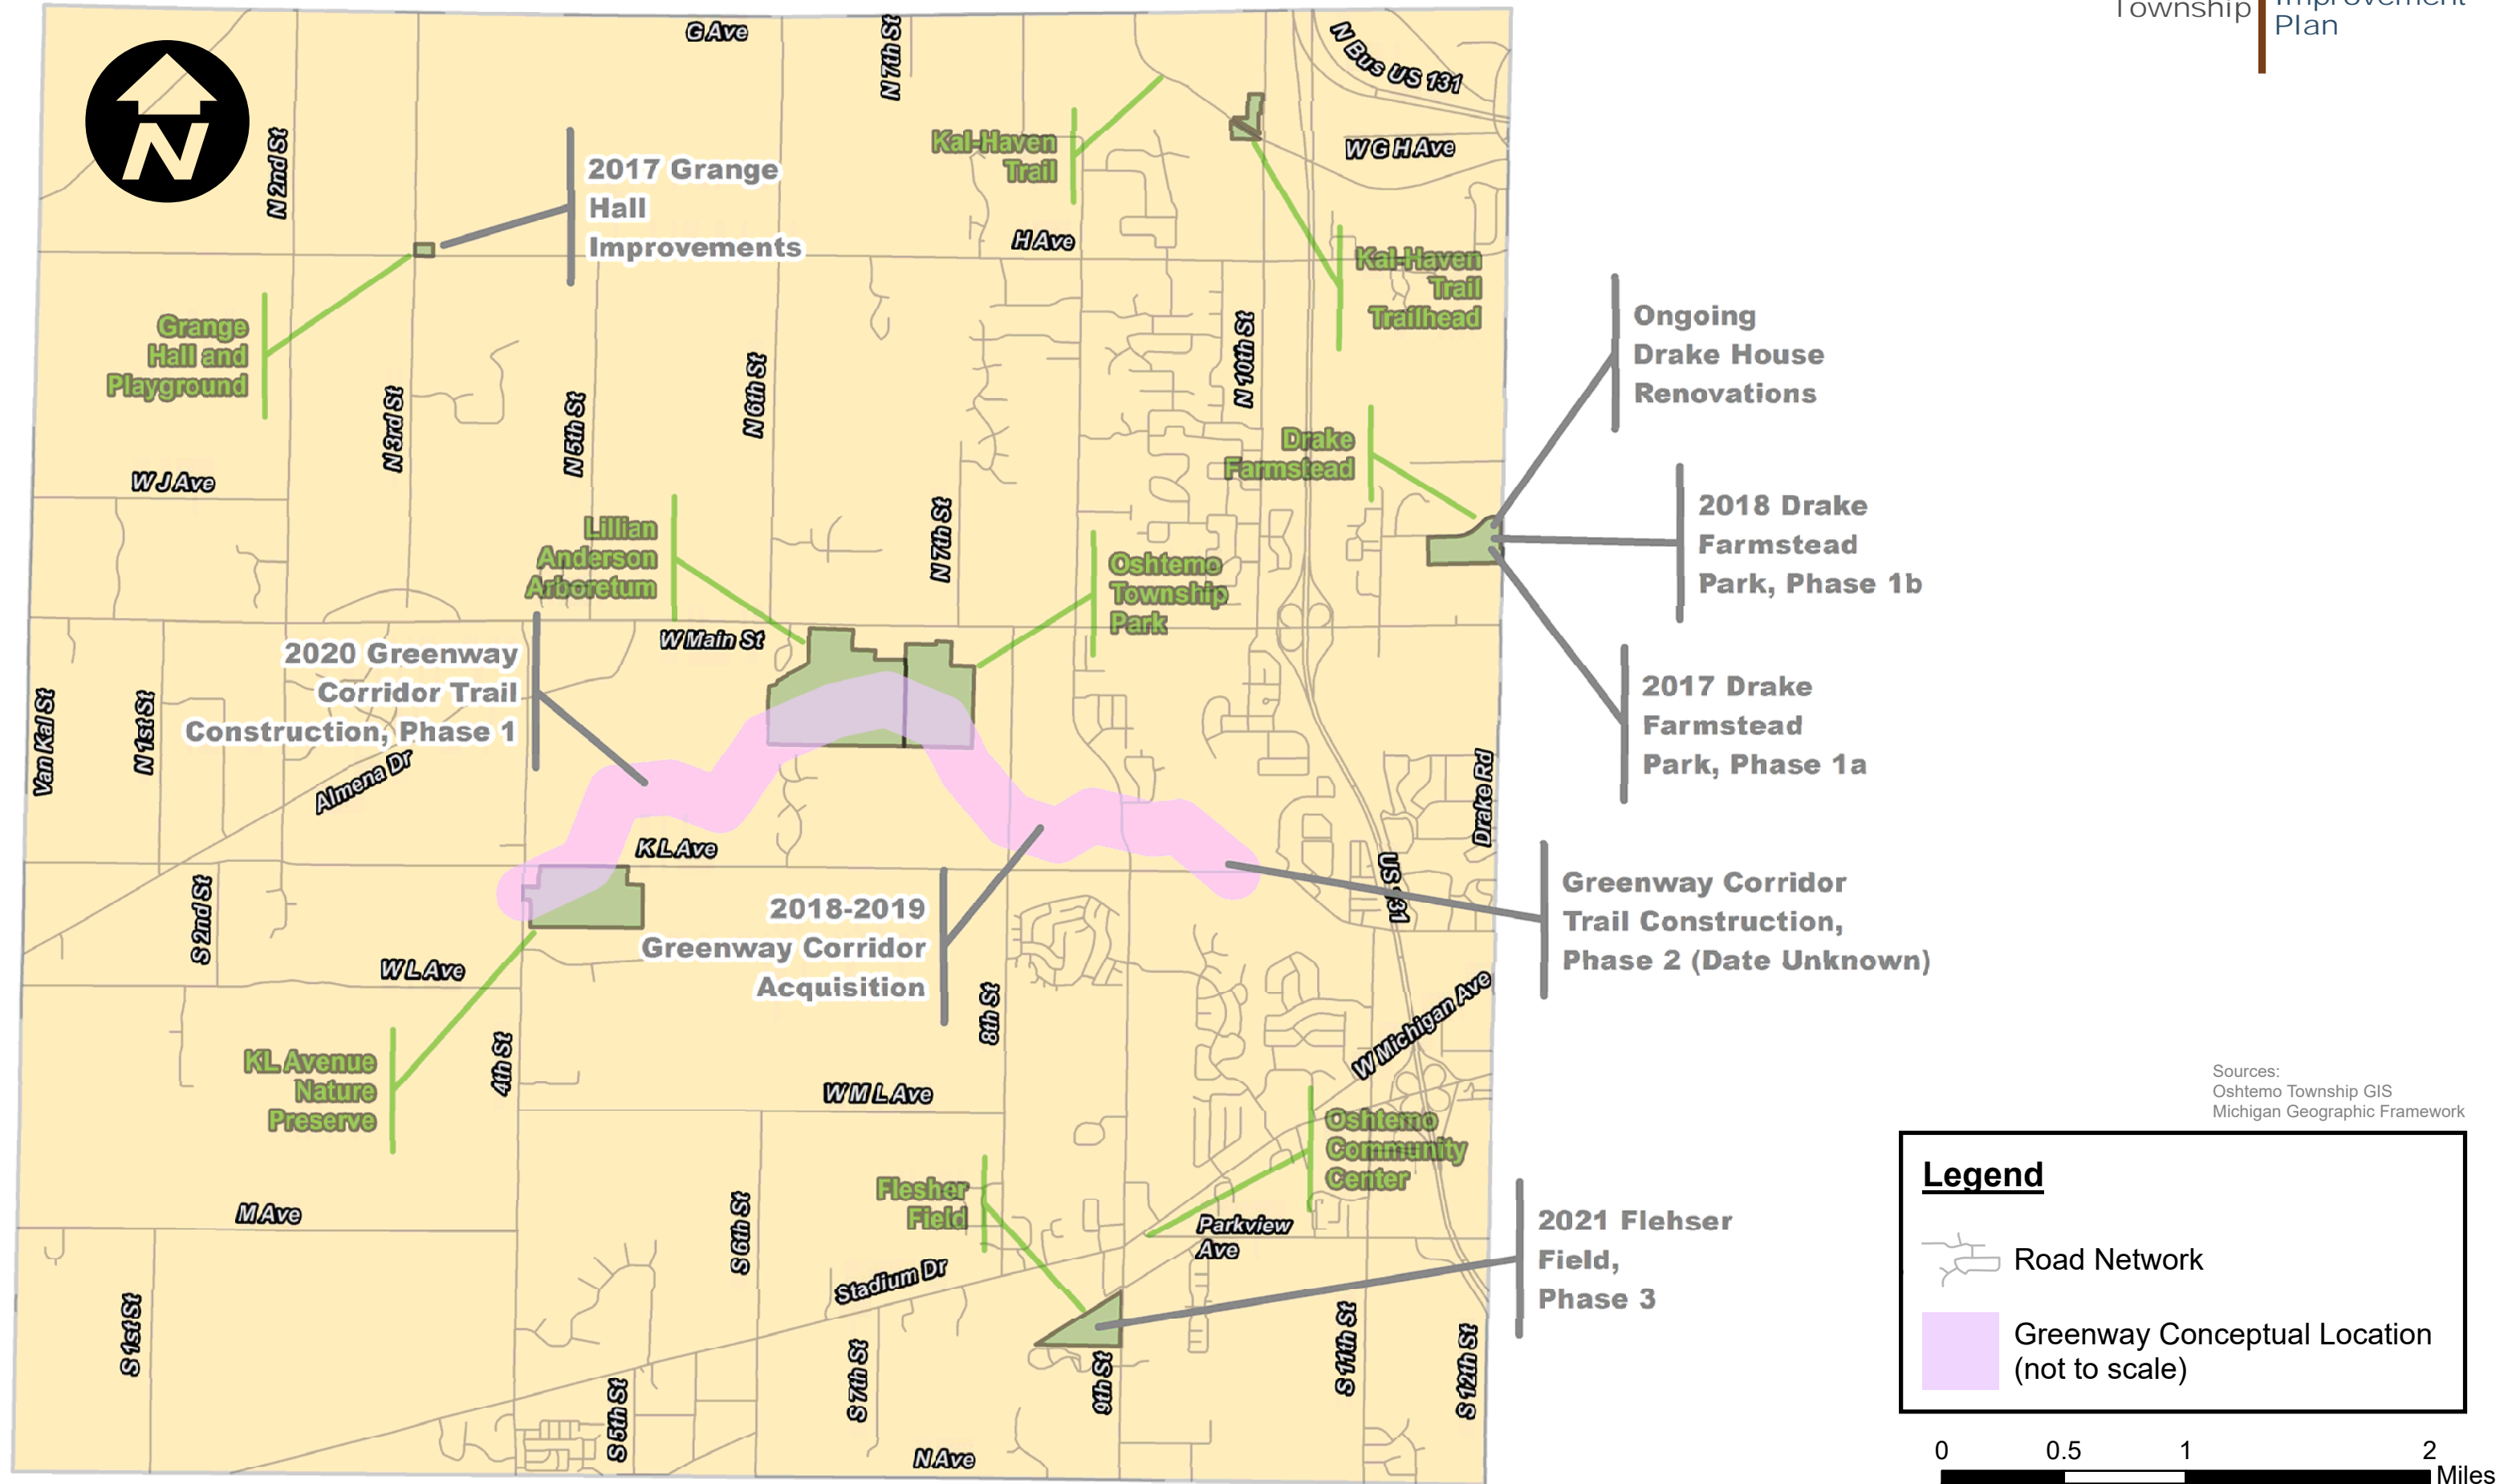 Township
Improvement
Plan
G Ave
N 7th St
N Bus US 131
N
N 2nd St
2017 Grange
Hall
Improvements
Kal-Haven
Trail
W G H Ave
H Ave
Kal-Haven
Trail
Trailhead
Grange
Hall and
Playground
N 3rd St
N 5th St
N 6th St
N 10th St
Ongoing
Drake House
Renovations
Drake
Farmstead
W J Ave
Lillian
Anderson
Arboretum
N 7th St
Oshtemo
Township
Park
2018 Drake
Farmstead
Park, Phase 1b
W Main St
2020 Greenway
Corridor Trail
Construction, Phase 1
2017 Drake
Farmstead
Park, Phase 1a
Van Kal St
N 1st St
Almena Dr
Drake Rd
K L Ave
US 131
S 2nd St
2018-2019
Greenway Corridor
Acquisition
Greenway Corridor
Trail Construction,
Phase 2 (Date Unknown)
W L Ave
8th St
W Michigan Ave
KL Avenue
Nature
Preserve
4th St
W M L Ave
Oshtemo
Community
Center
Flesher
Field
M Ave
S 6th St
Parkview
Ave
Stadium Dr
2021 Flehser
Field,
Phase 3
S 1st St
S 5th St
S 7th St
9th St
S 11th St
S 12th St
N Ave
Sources:
Oshtemo Township GIS
Michigan Geographic Framework
Legend
Road Network
Greenway Conceptual Location
(not to scale)
0 0.5 1 2
Miles